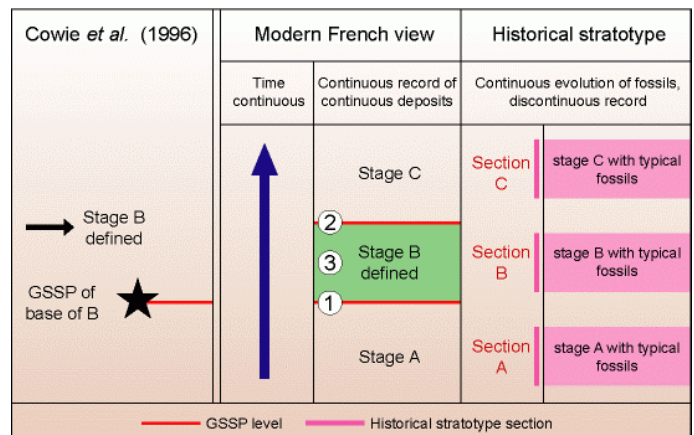 Cowie et al. (1996)
Modern French view
Historical stratotype
Time
continuous
Continuous record of
continuous deposits
Continuous evolution of fossils,
discontinuous record
Stage C
Section
C
stage C with typical
fossils
Stage B
defined
2
3
Stage B
defined
Section
B
stage B with typical
fossils
GSSP of
base of B
1
Stage A
Section
A
stage A with typical
fossils
GSSP level
Historical stratotype section